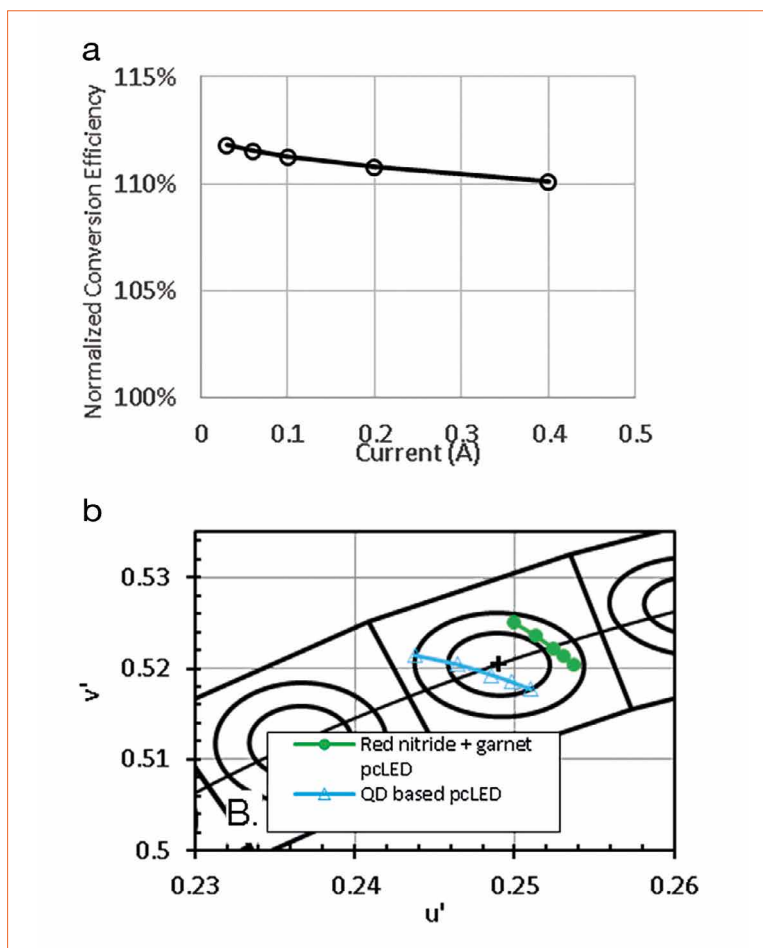 a
115%
110%
105%
100%
Normalized Conversion Efficiency
0 0.1 0.2 0.3 0.4 0.5
Current (A)
b
0.53
0.52
0.51
0.5
v'
Red nitride + garnet
pcLED
QD based pcLED
B.
0.23 0.24 0.25 0.26
u'